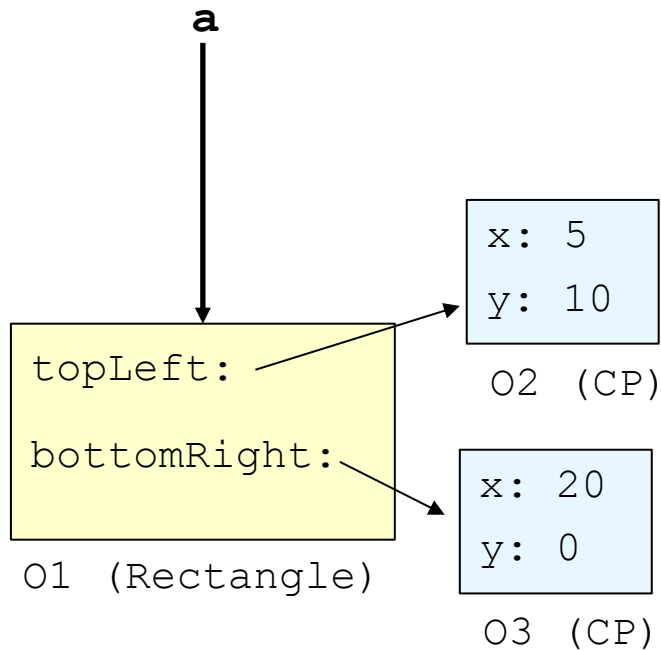 a
topLeft:
bottomRight:
O1 (Rectangle)
x: 5
y: 10
O2 (CP)
x: 20
y: 0
O3 (CP)